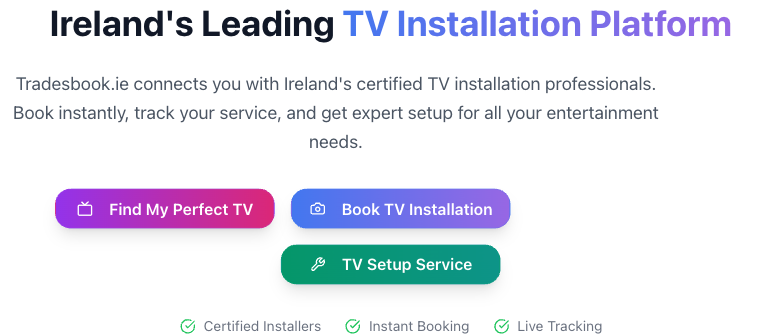 Ireland's Leading TV Installation Platform
Tradesbook.ie connects you with Ireland's certified TV installation professionals.
Book instantly, track your service, and get expert setup for all your entertainment
needs.
Find My Perfect TV
Book TV Installation
TV Setup Service
Certified Installers
Instant Booking
Live Tracking